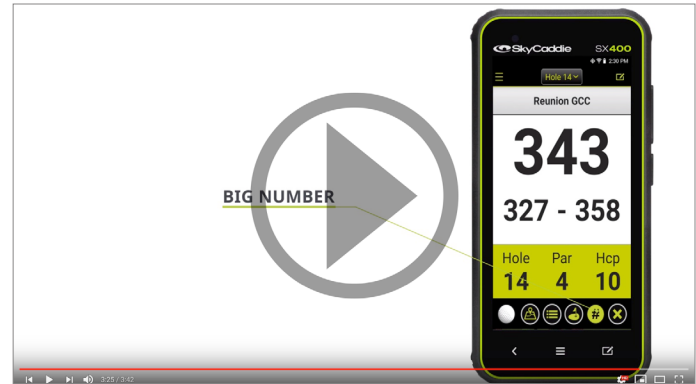 SkyCaddie SX400
2:30 PM
Hole 14
Reunion GCC
343
BIG NUMBER
327 - 358
Hole Par Hcp
14 4 10
#
3:25 / 3:42